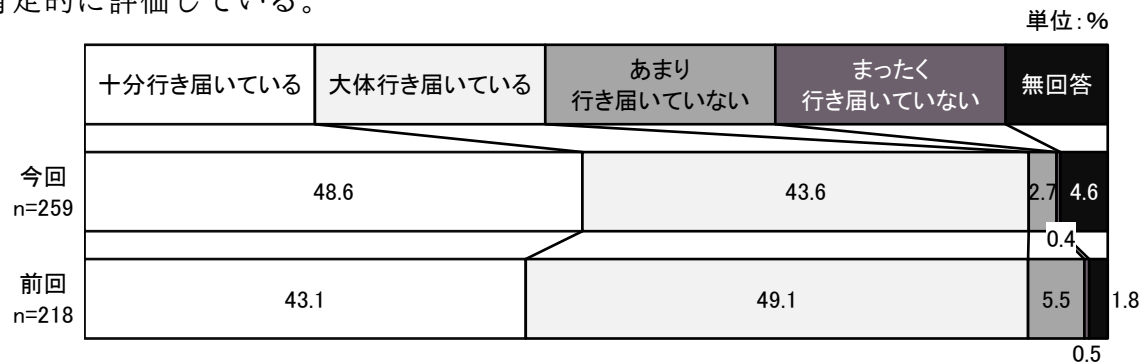 肯定的に評価している。
単位:%
十分行き届いている 大体行き届いている あまり行き届いていない まったく行き届いていない 無回答
今回 n=259 48.6 43.6 2.7 0.4 4.6
前回 n=218 43.1 49.1 5.5 0.5 1.8